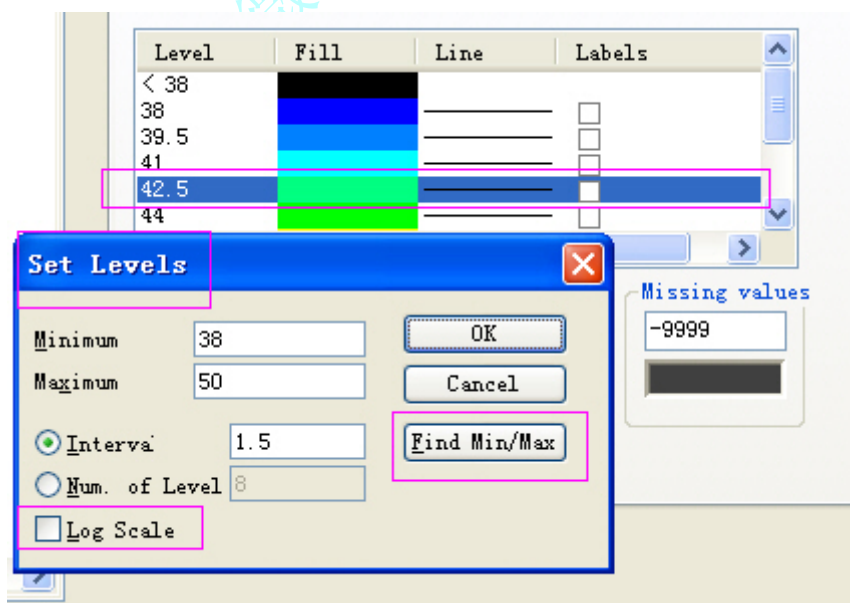 Level Fill Line Labels
< 38
38
39.5
41
42.5
44
Set Levels
Missing values
-9999
Minimum 38
OK
Maximum 50
Cancel
Interva 1.5
Find Min/Max
Num. of Level 8
Log Scale